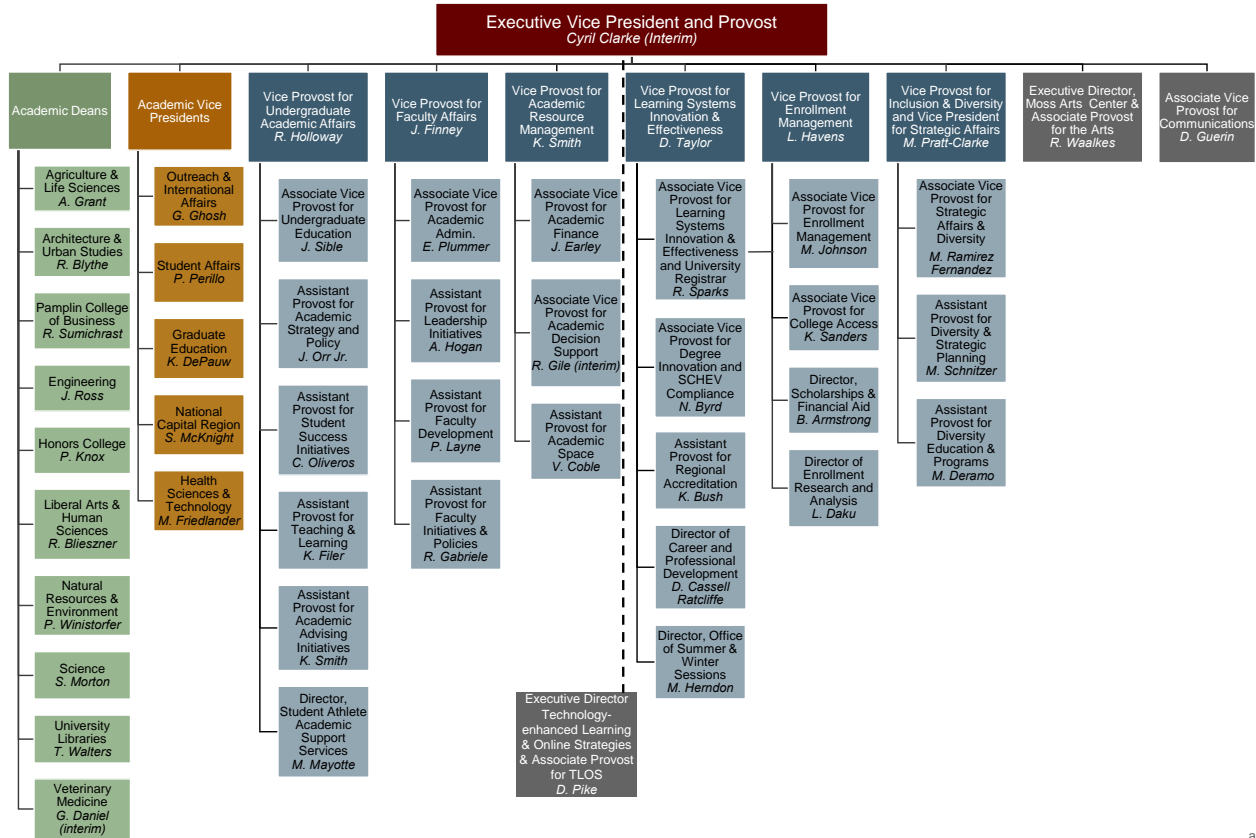 Executive Vice President and Provost
Cyril Clarke (Interim)
Academic Deans
Agriculture &
Life Sciences
A. Grant
Architecture &
Urban Studies
R. Blythe
Pamplin College
of Business
R. Sumichrast
Engineering
J. Ross
Honors College
P. Knox
Liberal Arts &
Human
Sciences
R. Blieszner
Natural
Resources &
Environment
P. Winistorfer
Science
S. Morton
University
Libraries
T. Walters
Veterinary
Medicine
G. Daniel
(interim)
Academic Vice
Presidents
Outreach &
International
Affairs
G. Ghosh
Student Affairs
P. Perillo
Graduate
Education
K. DePauw
National
Capital Region
S. McKnight
Health
Sciences &
Technology
M. Friedlander
Vice Provost for
Undergraduate
Academic Affairs
R. Holloway
Associate Vice
Provost for
Undergraduate
Education
J. Sible
Assistant
Provost for
Academic
Strategy and
Policy
J. Orr Jr.
Assistant
Provost for
Student
Success
Initiatives
C. Oliveros
Assistant
Provost for
Teaching &
Learning
K. Filer
Assistant
Provost for
Academic
Advising
Initiatives
K. Smith
Director,
Student Athlete
Academic
Support
Services
M. Mayotte
Vice Provost for
Faculty Affairs
J. Finney
Associate Vice
Provost for
Academic
Admin.
E. Plummer
Assistant
Provost for
Leadership
Initiatives
A. Hogan
Assistant
Provost for
Faculty
Development
P. Layne
Assistant
Provost for
Faculty
Initiatives &
Policies
R. Gabriele
Vice Provost for
Academic
Resource
Management
K. Smith
Associate Vice
Provost for
Academic
Finance
J. Earley
Associate Vice
Provost for
Academic
Decision
Support
R. Gile (interim)
Assistant
Provost for
Academic
Space
V. Coble
Executive Director
Technology-
enhanced Learning
& Online Strategies
& Associate Provost
for TLOS
D. Pike
Vice Provost for
Learning Systems
Innovation &
Effectiveness
D. Taylor
Associate Vice
Provost for
Learning
Systems
Innovation &
Effectiveness
and University
Registrar
R. Sparks
Associate Vice
Provost for
Degree
Innovation and
SCHEV
Compliance
N. Byrd
Assistant
Provost for
Regional
Accreditation
K. Bush
Director of
Career and
Professional
Development
D. Cassell
Ratcliffe
Director, Office
of Summer &
Winter
Sessions
M. Herndon
Vice Provost for
Enrollment
Management
L. Havens
Associate Vice
Provost for
Enrollment
Management
M. Johnson
Associate Vice
Provost for
College Access
K. Sanders
Director,
Scholarships &
Financial Aid
B. Armstrong
Director of
Enrollment
Research and
Analysis
L. Daku
Vice Provost for
Inclusion & Diversity
and Vice President
for Strategic Affairs
M. Pratt-Clarke
Associate Vice
Provost for
Strategic
Affairs &
Diversity
M. Ramirez
Fernandez
Assistant
Provost for
Diversity &
Strategic
Planning
M. Schnitzer
Assistant
Provost for
Diversity
Education &
Programs
M. Deramo
Executive Director,
Moss Arts Center &
Associate Provost
for the Arts
R. Waalkes
Associate Vice
Provost for
Communications
D. Guerin
a